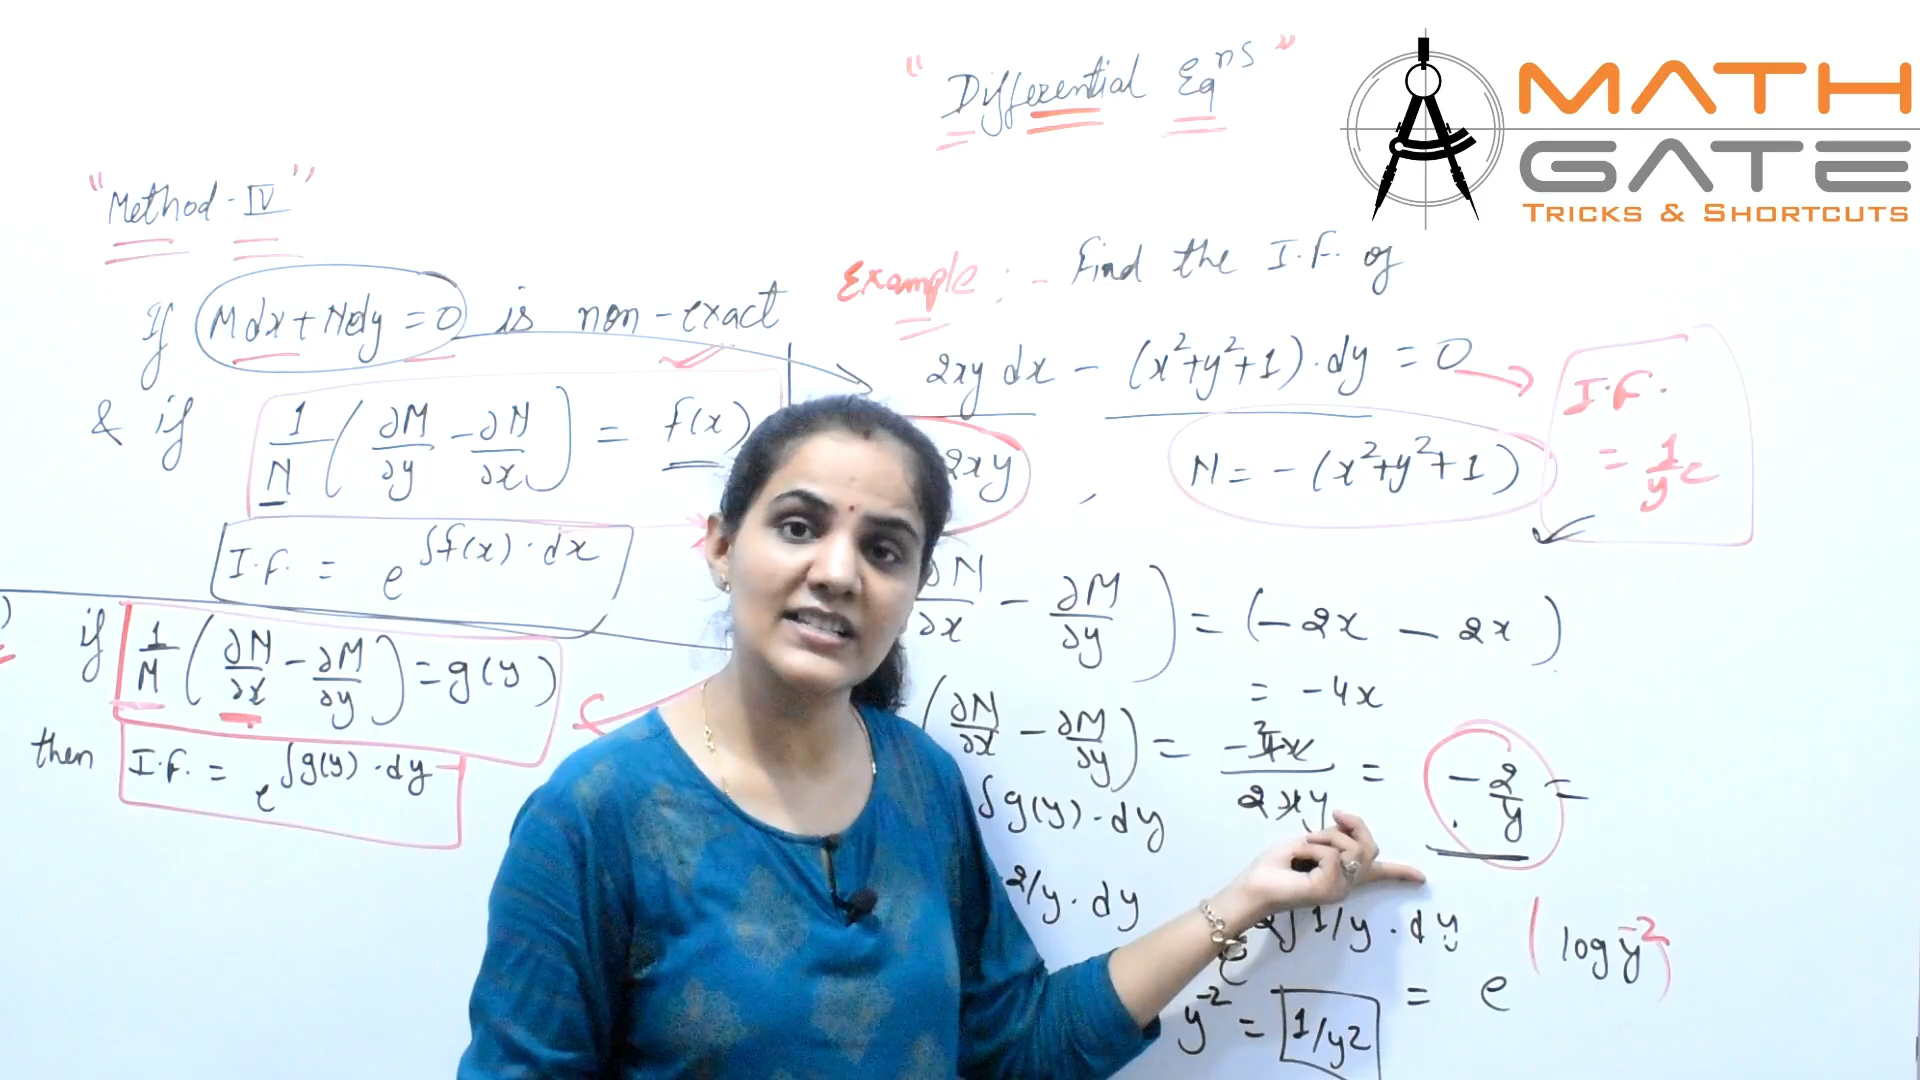 "Differential Eqns"
MATH
GATE
TRICKS & SHORTCUTS
"Method-IV"
If Mdx+Ndy = 0 is non-exact
& if 1/N (∂M/∂y - ∂N/∂x) = f(x)
I.f. = e^∫f(x)·dx
if 1/M (∂N/∂x - ∂M/∂y) = g(y)
then I.f. = e^∫g(y)·dy
Example :- Find the I.F. of
2xy dx - (x²+y²+1)·dy = 0
I.F. = 1/y²
2xy , N = -(x²+y²+1)
∂N/∂x - ∂M/∂y) = (-2x - 2x)
= -4x
(∂N/∂x - ∂M/∂y) = -4x/2xy = -2/y =
∫g(y)·dy
2/y·dy
e 2∫1/y·dy
= e (log y⁻²)
y⁻² = 1/y2